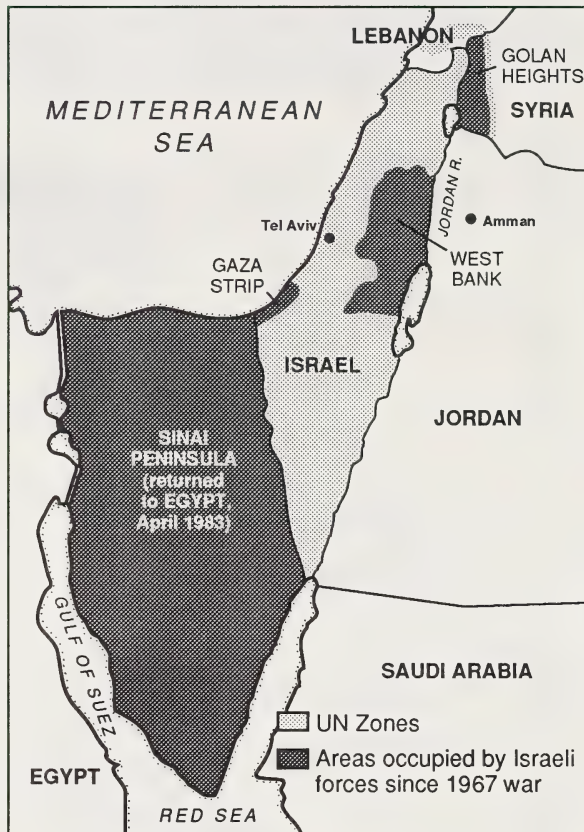 LEBANON
GOLAN
HEIGHTS
SYRIA
MEDITERRANEAN
SEA
JORDAN R.
Tel Aviv
Amman
GAZA
STRIP
WEST
BANK
ISRAEL
JORDAN
SINAI
PENINSULA
(returned
to EGYPT,
April 1983)
GULF OF SUEZ
SAUDI ARABIA
UN Zones
Areas occupied by Israeli
forces since 1967 war
EGYPT
RED SEA